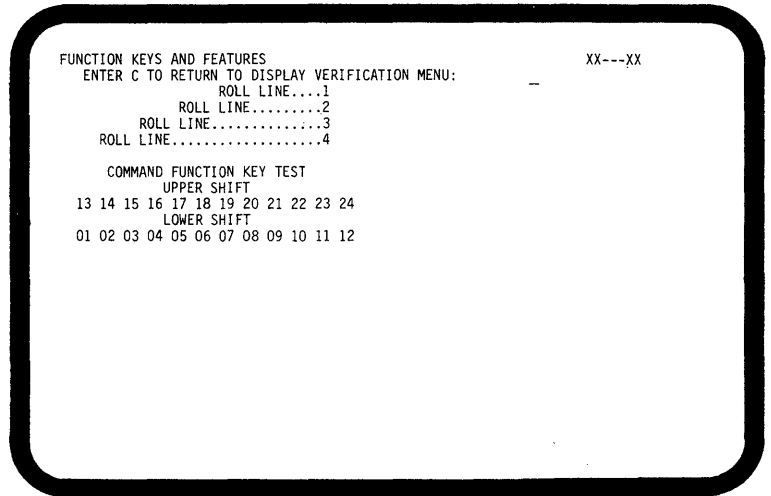 FUNCTION KEYS AND FEATURES XX---XX
ENTER C TO RETURN TO DISPLAY VERIFICATION MENU: _
ROLL LINE....1
ROLL LINE.........2
ROLL LINE..............3
ROLL LINE...................4
COMMAND FUNCTION KEY TEST
UPPER SHIFT
13 14 15 16 17 18 19 20 21 22 23 24
LOWER SHIFT
01 02 03 04 05 06 07 08 09 10 11 12